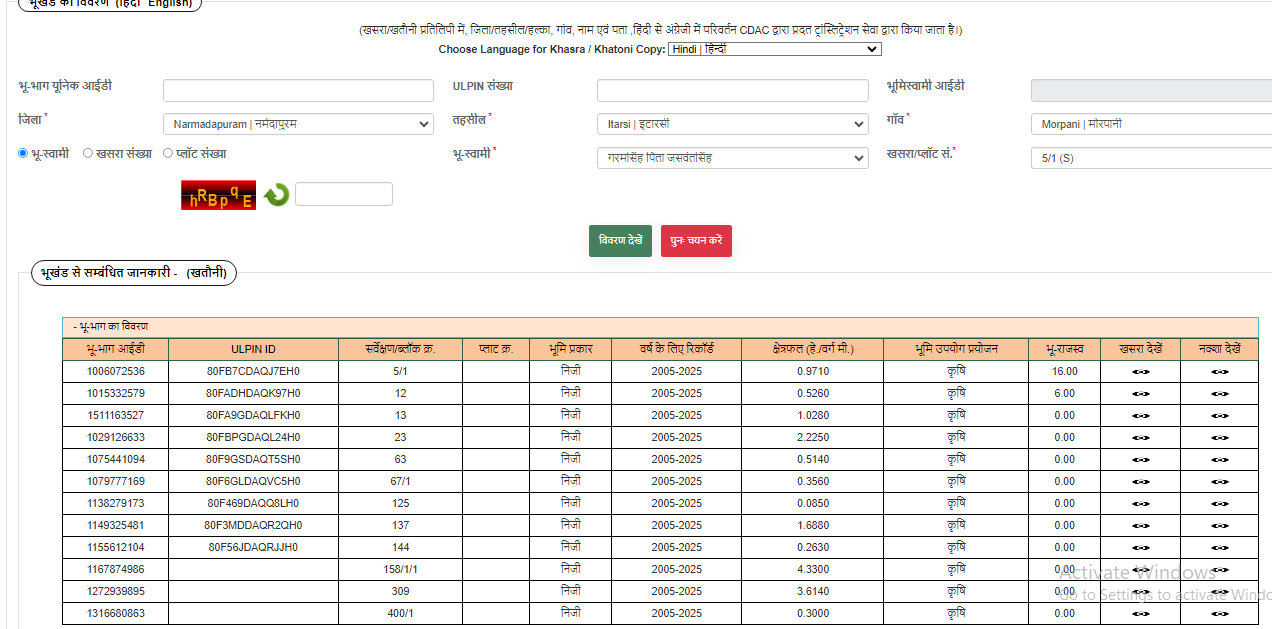 भूखंड का विवरण (हिंदी English)
(खसरा/खतौनी प्रतिलिपी में, जिला/तहसील/हल्का, गांव, नाम एवं पता ,हिंदी से अंग्रेजी में परिवर्तन CDAC द्वारा प्रदत ट्रांस्लिट्रेशन सेवा द्वारा किया जाता है।)
Choose Language for Khasra / Khatoni Copy: Hindi | हिन्दी
भू-भाग यूनिक आईडी ULPIN संख्या भूमिस्वामी आईडी
जिला * Narmadapuram | नर्मदापुरम तहसील * Itarsi | इटारसी गाँव * Morpani | मोरपानी
भू-स्वामी खसरा संख्या प्लॉट संख्या भू-स्वामी * गरमसिंह पिता जसवंतसिंह खसरा/प्लॉट सं.* 5/1 (S)
hRBpqE
विवरण देखें पुनः चयन करें
भूखंड से सम्बंधित जानकारी - (खतौनी)
- भू-भाग का विवरण
भू-भाग आईडी ULPIN ID सर्वेक्षण/ब्लॉक क्र. प्लाट क्र. भूमि प्रकार वर्ष के लिए रिकॉर्ड क्षेत्रफल (हे./वर्ग मी.) भूमि उपयोग प्रयोजन भू-राजस्व खसरा देखें नक्शा देखें
1006072536 80FB7CDAQJ7EH0 5/1 निजी 2005-2025 0.9710 कृषि 16.00
1015332579 80FADHDAQK97H0 12 निजी 2005-2025 0.5260 कृषि 6.00
1511163527 80FA9GDAQLFKH0 13 निजी 2005-2025 1.0280 कृषि 0.00
1029126633 80FBPGDAQL24H0 23 निजी 2005-2025 2.2250 कृषि 0.00
1075441094 80F9GSDAQT5SH0 63 निजी 2005-2025 0.5140 कृषि 0.00
1079777169 80F6GLDAQVC5H0 67/1 निजी 2005-2025 0.3560 कृषि 0.00
1138279173 80F469DAQQ8LH0 125 निजी 2005-2025 0.0850 कृषि 0.00
1149325481 80F3MDDAQR2QH0 137 निजी 2005-2025 1.6880 कृषि 0.00
1155612104 80F56JDAQRJJH0 144 निजी 2005-2025 0.2630 कृषि 0.00
1167874986 158/1/1 निजी 2005-2025 4.3300 कृषि 0.00
Activate Windows
1272939895 309 निजी 2005-2025 3.6140 कृषि 0.00
Go to Settings to activate Windo
1316680863 400/1 निजी 2005-2025 0.3000 कृषि 0.00